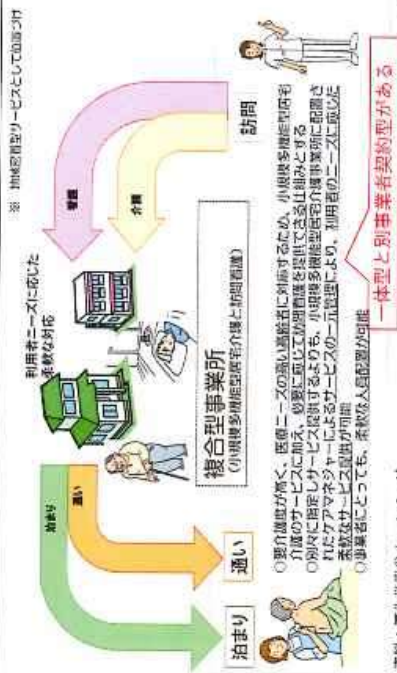 ※ 地域密着型サービスとして位置づけ
利用者ニーズに応じた
柔軟な対応
看護
介護
訪問
泊まり
通い
複合型事業所
(小規模多機能型居宅介護と訪問看護)
通い
泊まり
○要介護度が高く、医療ニーズの高い高齢者に対応するため、小規模多機能型居宅
介護のサービスに加え、必要に応じて訪問看護を提供できる仕組みとする
○別々に指定しサービス提供するよりも、小規模多機能型居宅介護事業所に配置さ
れたケアマネジャーによるサービスの一元管理により、利用者のニーズに応じた
柔軟なサービス提供が可能
○事業者にとっても、柔軟な人員配置が可能
一体型と別事業者契約型がある